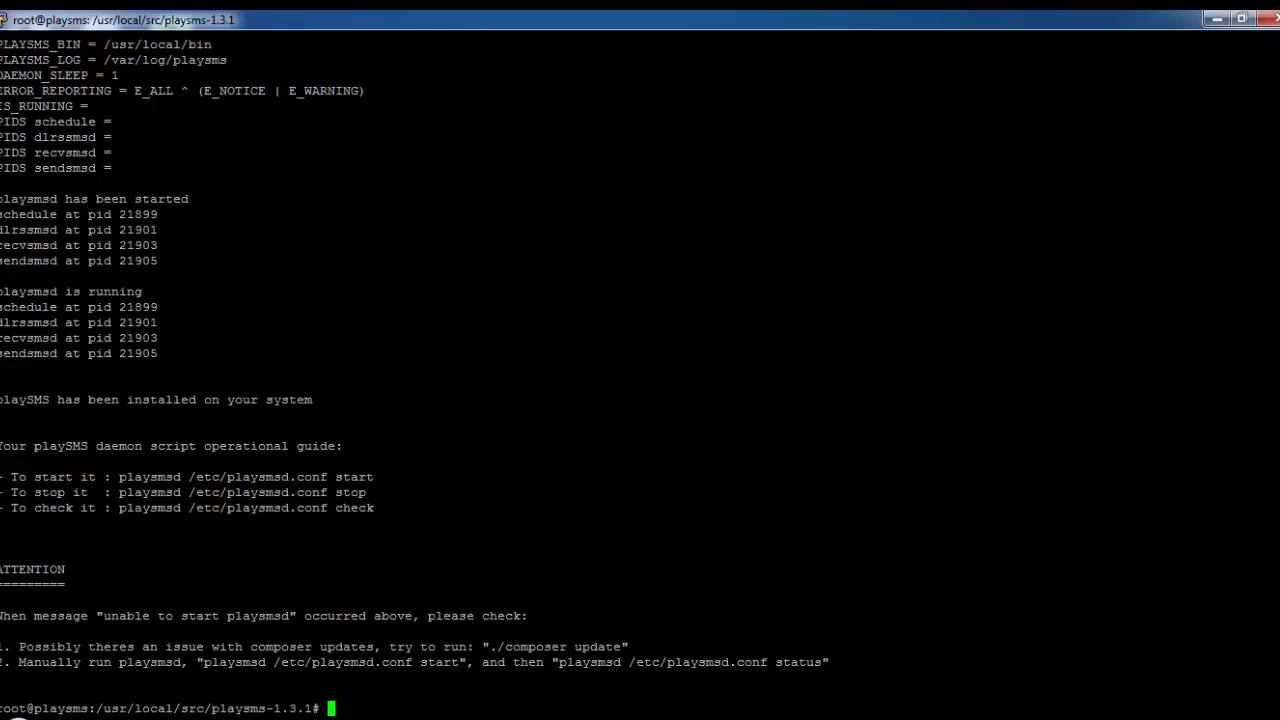 root@playsms: /usr/local/src/playsms-1.3.1
PLAYSMS_BIN = /usr/local/bin
PLAYSMS_LOG = /var/log/playsms
DAEMON_SLEEP = 1
ERROR_REPORTING = E_ALL ^ (E_NOTICE | E_WARNING)
IS_RUNNING =
PIDS schedule =
PIDS dlrssmsd =
PIDS recvsmsd =
PIDS sendsmsd =
playsmsd has been started
schedule at pid 21899
dlrssmsd at pid 21901
recvsmsd at pid 21903
sendsmsd at pid 21905
playsmsd is running
schedule at pid 21899
dlrssmsd at pid 21901
recvsmsd at pid 21903
sendsmsd at pid 21905
playSMS has been installed on your system
Your playSMS daemon script operational guide:
- To start it : playsmsd /etc/playsmsd.conf start
- To stop it  : playsmsd /etc/playsmsd.conf stop
- To check it : playsmsd /etc/playsmsd.conf check
ATTENTION
=========
When message "unable to start playsmsd" occurred above, please check:
1. Possibly theres an issue with composer updates, try to run: "./composer update"
2. Manually run playsmsd, "playsmsd /etc/playsmsd.conf start", and then "playsmsd /etc/playsmsd.conf status"
root@playsms:/usr/local/src/playsms-1.3.1#